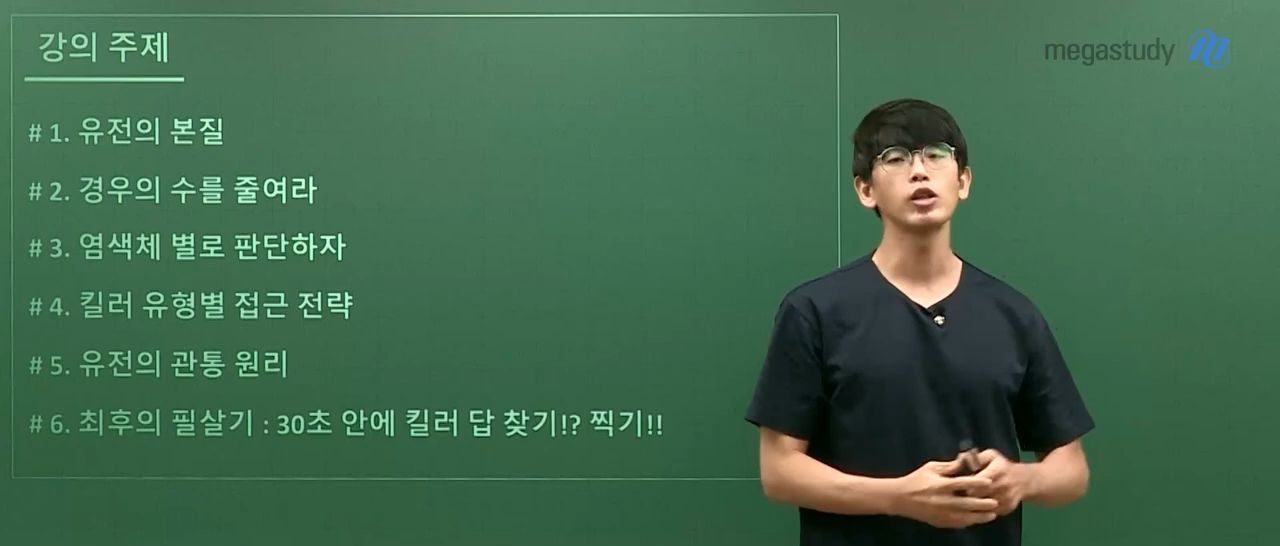 강의 주제
megastudy
# 1. 유전의 본질
# 2. 경우의 수를 줄여라
# 3. 염색체 별로 판단하자
# 4. 킬러 유형별 접근 전략
# 5. 유전의 관통 원리
# 6. 최후의 필살기 : 30초 안에 킬러 답 찾기!? 찍기!!